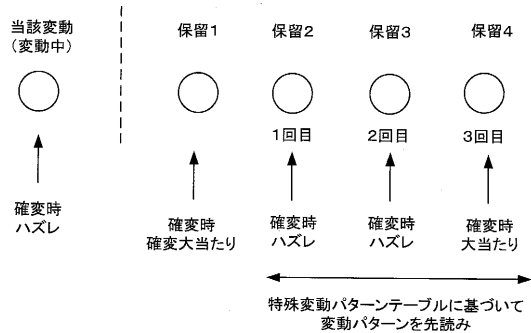 当該変動
(変動中)
保留1
保留2
保留3
保留4
1回目
2回目
3回目
確変時
ハズレ
確変時
確変大当たり
確変時
ハズレ
確変時
ハズレ
確変時
大当たり
特殊変動パターンテーブルに基づいて
変動パターンを先読み